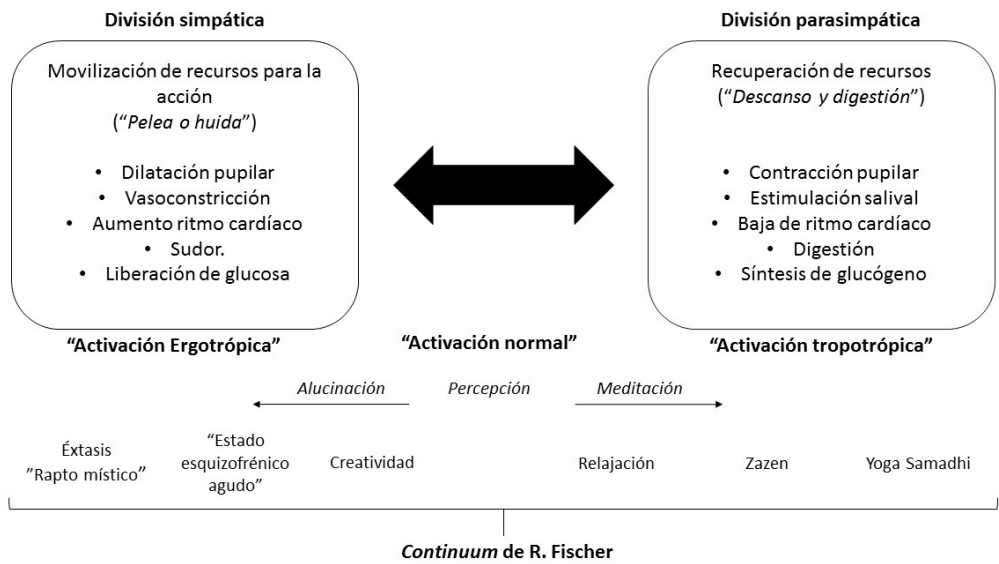 División simpática
Movilización de recursos para la
acción
("Pelea o huida")
• Dilatación pupilar
• Vasoconstricción
• Aumento ritmo cardíaco
• Sudor.
• Liberación de glucosa
"Activación Ergotrópica"
División parasimpática
Recuperación de recursos
("Descanso y digestión")
• Contracción pupilar
• Estimulación salival
• Baja de ritmo cardíaco
• Digestión
• Síntesis de glucógeno
"Activación tropotrópica"
"Activación normal"
Alucinación
Percepción
Meditación
Éxtasis
"Rapto místico"
"Estado
esquizofrénico
agudo"
Creatividad
Relajación
Zazen
Yoga Samadhi
Continuum de R. Fischer